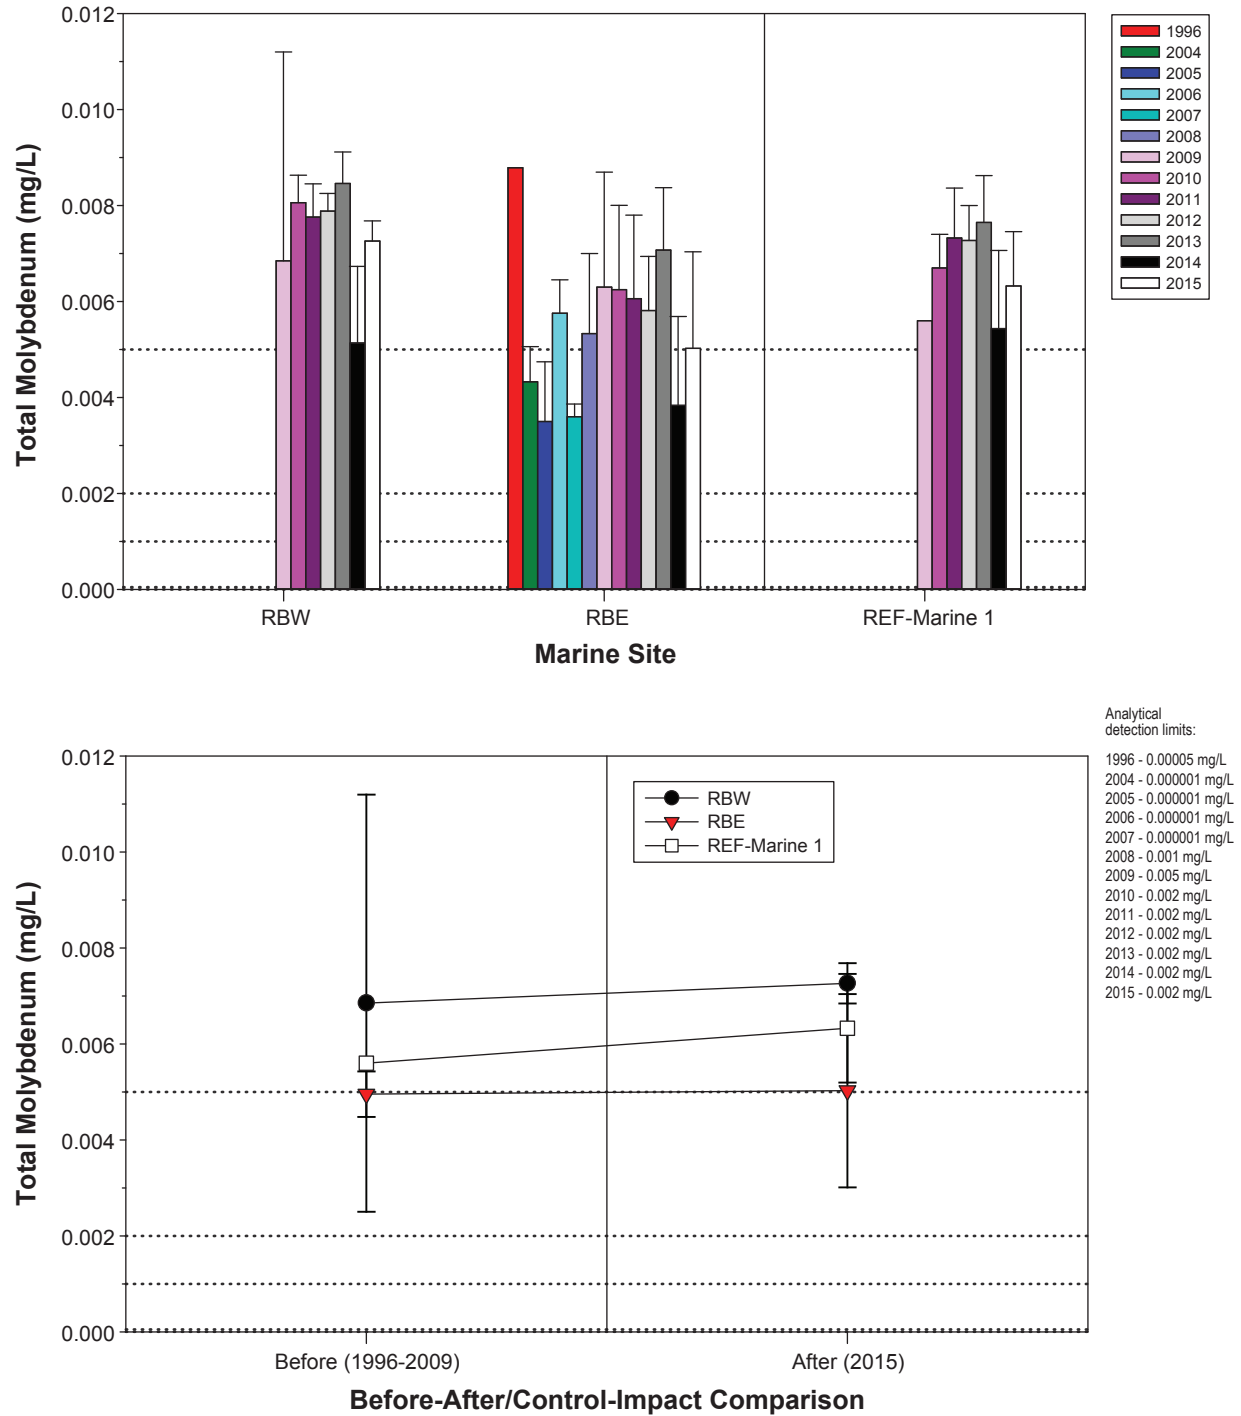 0.012
0.010
0.008
0.006
0.004
0.002
0.000
Total Molybdenum (mg/L)
RBW
RBE
REF-Marine 1
Marine Site
1996
2004
2005
2006
2007
2008
2009
2010
2011
2012
2013
2014
2015
0.012
0.010
0.008
0.006
0.004
0.002
0.000
Total Molybdenum (mg/L)
RBW
RBE
REF-Marine 1
Before (1996-2009)
After (2015)
Before-After/Control-Impact Comparison
Analytical
detection limits:
1996 - 0.00005 mg/L
2004 - 0.000001 mg/L
2005 - 0.000001 mg/L
2006 - 0.000001 mg/L
2007 - 0.000001 mg/L
2008 - 0.001 mg/L
2009 - 0.005 mg/L
2010 - 0.002 mg/L
2011 - 0.002 mg/L
2012 - 0.002 mg/L
2013 - 0.002 mg/L
2014 - 0.002 mg/L
2015 - 0.002 mg/L